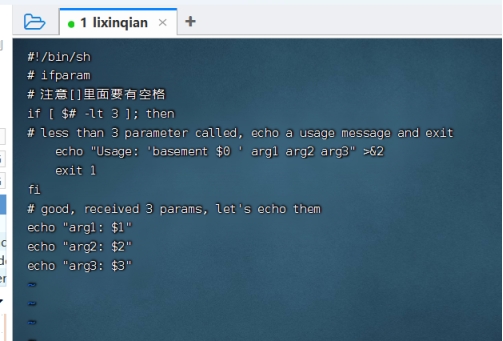 1 lixinqian
#!/bin/sh
# ifparam
# 注意[]里面要有空格
if [ $# -lt 3 ]; then
# less than 3 parameter called, echo a usage message and exit
    echo "Usage: 'basement $0 ' arg1 arg2 arg3" >&2
    exit 1
fi
# good, received 3 params, let's echo them
echo "arg1: $1"
echo "arg2: $2"
echo "arg3: $3"
~
~
~
~